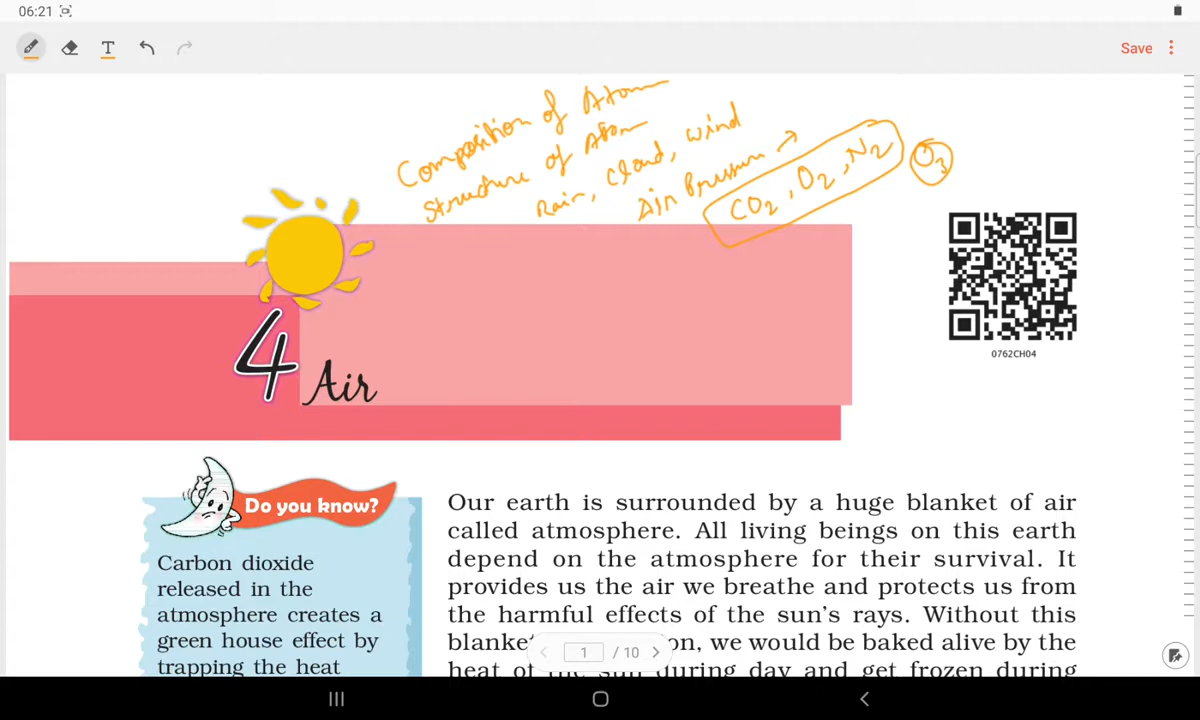 06:21
T
Save
Composition of Atom
Structure of Atom
Rain, Cloud, wind
Air Pressure →
CO2, O2, N2
O3
0762CH04
4 Air
Do you know?
Carbon dioxide
released in the
atmosphere creates a
green house effect by
trapping the heat
Our earth is surrounded by a huge blanket of air
called atmosphere. All living beings on this earth
depend on the atmosphere for their survival. It
provides us the air we breathe and protects us from
the harmful effects of the sun's rays. Without this
blanket on, we would be baked alive by the
heat of the sun during day and get frozen during
1 / 10